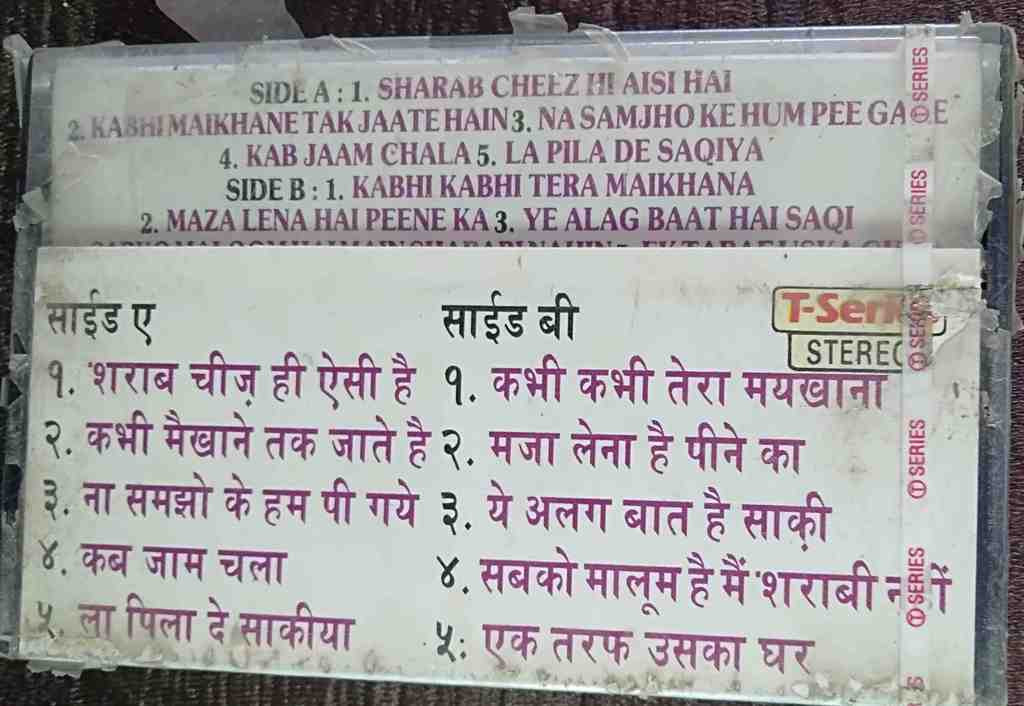 SIDE A : 1. SHARAB CHEEZ HI AISI HAI
2. KABHI MAIKHANE TAK JAATE HAIN 3. NA SAMJHO KE HUM PEE
4. KAB JAAM CHALA 5. LA PILA DE SAQIYA
SIDE B : 1. KABHI KABHI TERA MAIKHANA
2. MAZA LENA HAI PEENE KA 3. YE ALAG BAAT HAI SAQI
साईड ए
१. शराब चीज़ ही ऐसी है
२. कभी मैखाने तक जाते है
३. ना समझो के हम पी गये
४. कब जाम चला
५. ला पिला दे साकीया
साईड बी
१. कभी कभी तेरा मयखाना
२. मजा लेना है पीने का
३. ये अलग बात है साक़ी
४. सबको मालूम है मैं शराबी
५: एक तरफ उसका घर
T-Series
STEREO
T SERIES
T SERIES
T SERIES
T SERIES
T SERIES